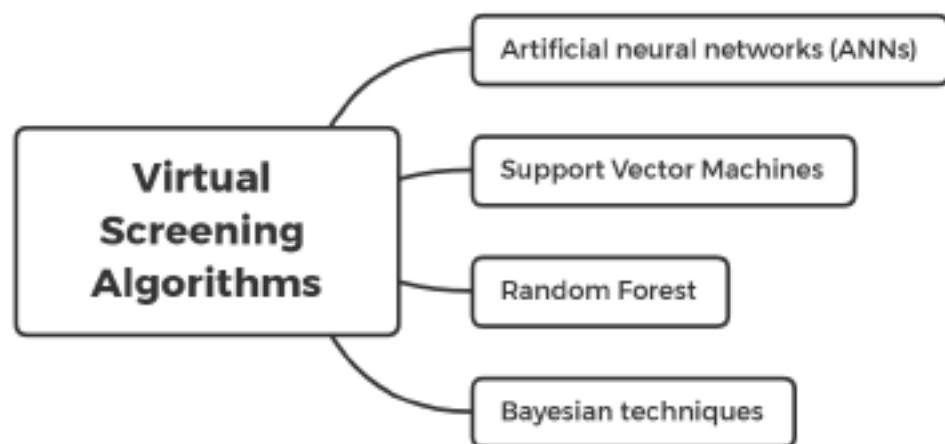 Virtual
Screening
Algorithms
Artificial neural networks (ANNs)
Support Vector Machines
Random Forest
Bayesian techniques